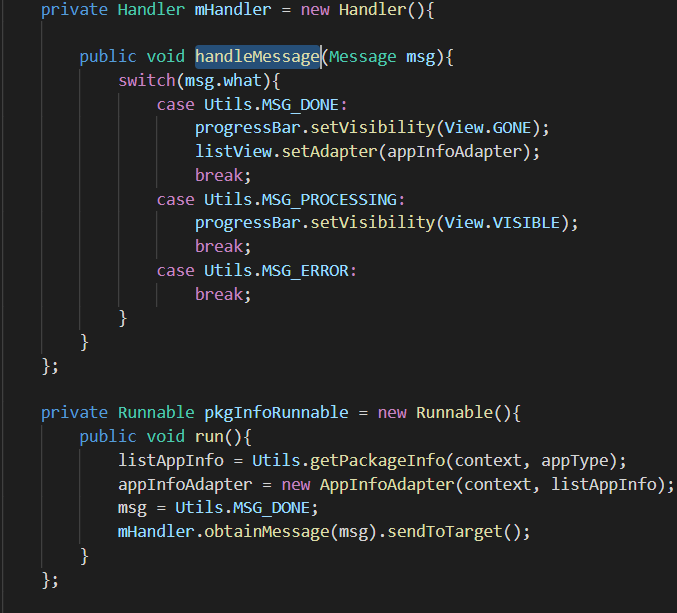 private Handler mHandler = new Handler(){
public void handleMessage(Message msg){
switch(msg.what){
case Utils.MSG_DONE:
progressBar.setVisibility(View.GONE);
listView.setAdapter(appInfoAdapter);
break;
case Utils.MSG_PROCESSING:
progressBar.setVisibility(View.VISIBLE);
break;
case Utils.MSG_ERROR:
break;
}
}
};
private Runnable pkgInfoRunnable = new Runnable(){
public void run(){
listAppInfo = Utils.getPackageInfo(context, appType);
appInfoAdapter = new AppInfoAdapter(context, listAppInfo);
msg = Utils.MSG_DONE;
mHandler.obtainMessage(msg).sendToTarget();
}
};